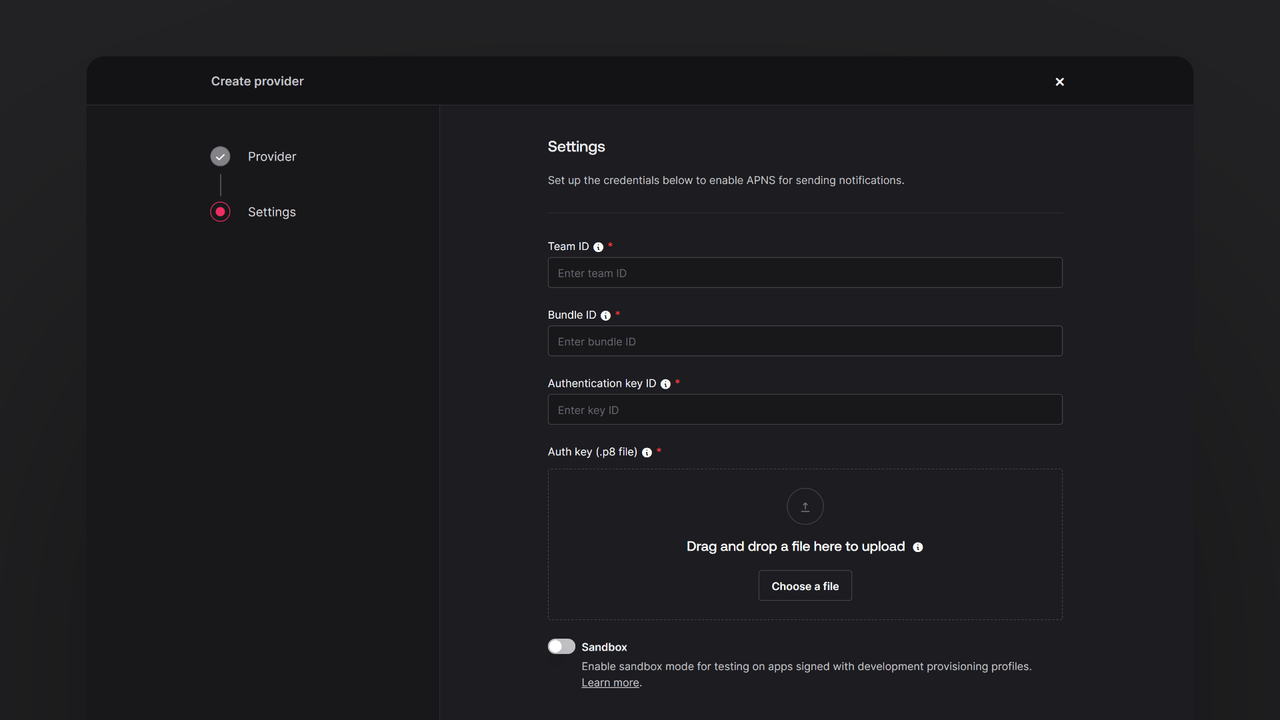 Create provider
Provider
Settings
Settings
Set up the credentials below to enable APNS for sending notifications.
Team ID *
Enter team ID
Bundle ID *
Enter bundle ID
Authentication key ID *
Enter key ID
Auth key (.p8 file) *
Drag and drop a file here to upload
Choose a file
Sandbox
Enable sandbox mode for testing on apps signed with development provisioning profiles.
Learn more.